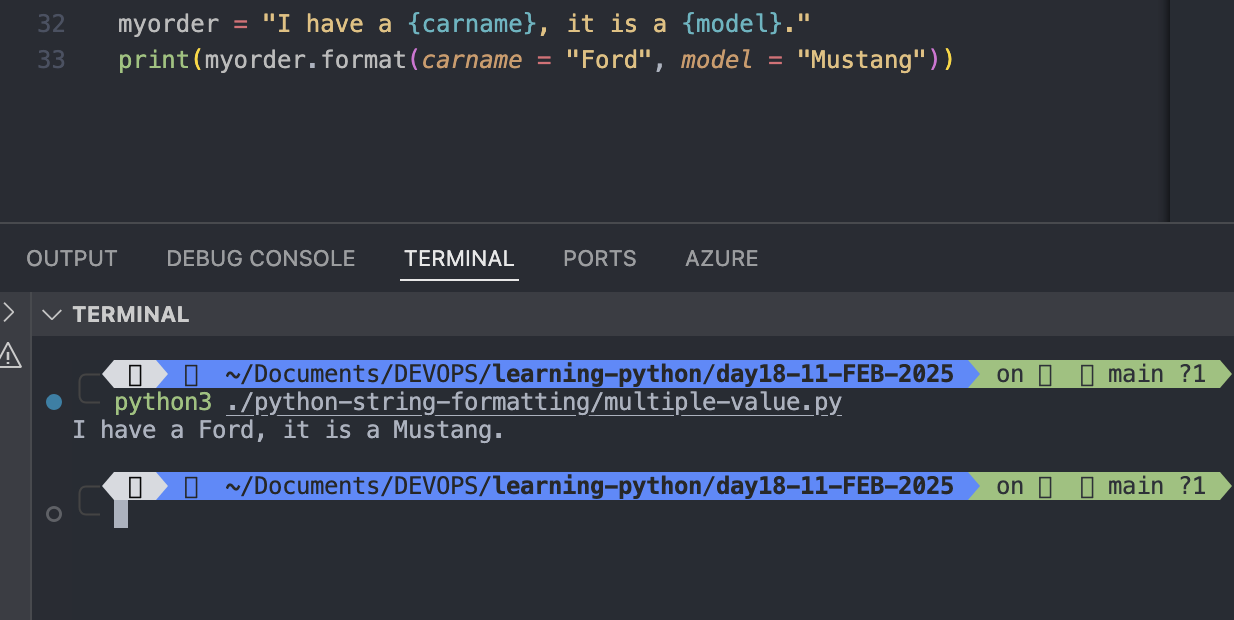 32 myorder = "I have a {carname}, it is a {model}."
33 print(myorder.format(carname = "Ford", model = "Mustang"))
OUTPUT DEBUG CONSOLE TERMINAL PORTS AZURE
TERMINAL
~/Documents/DEVOPS/learning-python/day18-11-FEB-2025 on main ?1
python3 ./python-string-formatting/multiple-value.py
I have a Ford, it is a Mustang.
~/Documents/DEVOPS/learning-python/day18-11-FEB-2025 on main ?1